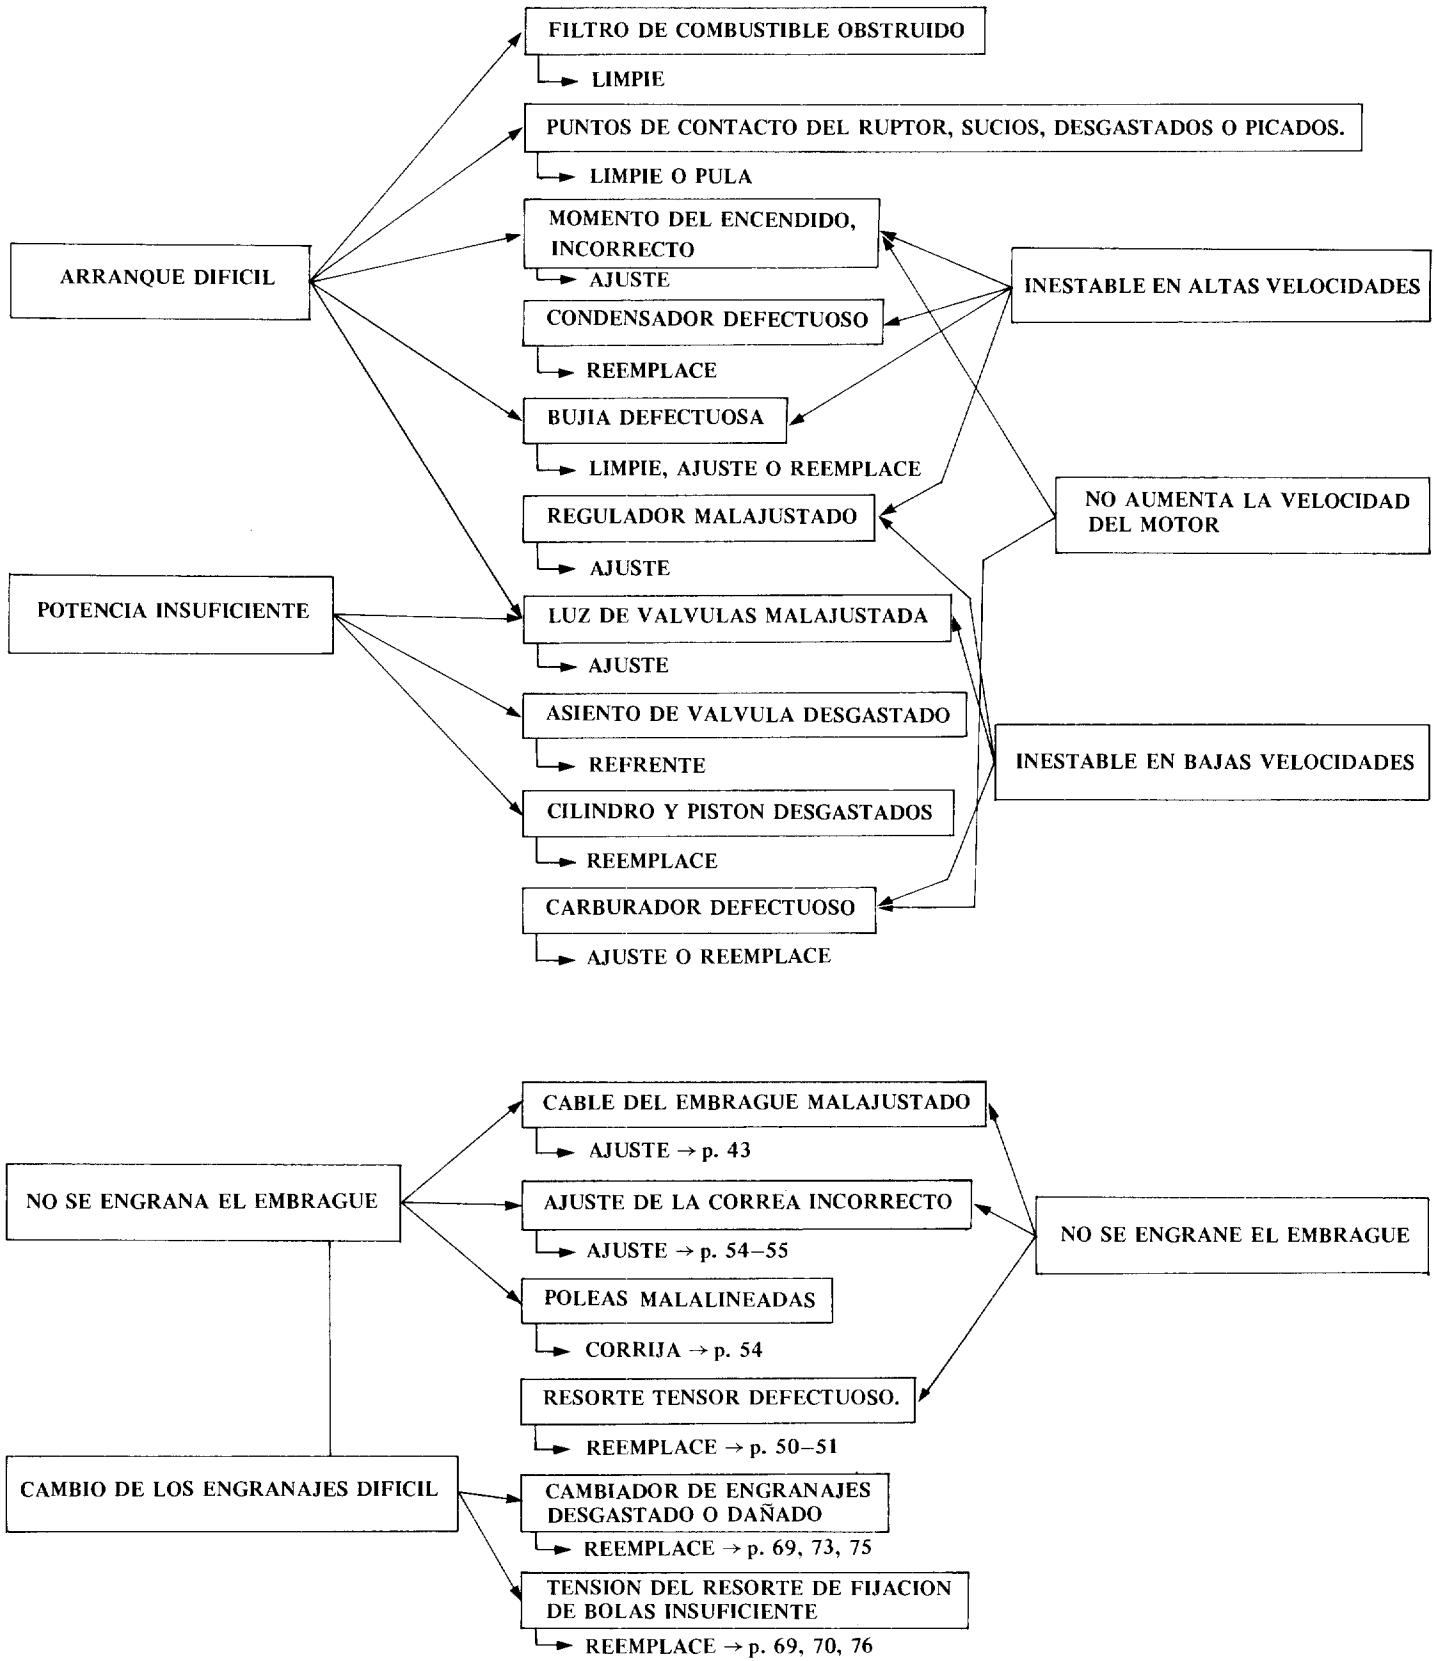 FILTRO DE COMBUSTIBLE OBSTRUIDO
LIMPIE
PUNTOS DE CONTACTO DEL RUPTOR, SUCIOS, DESGASTADOS O PICADOS.
LIMPIE O PULA
MOMENTO DEL ENCENDIDO,
INCORRECTO
AJUSTE
ARRANQUE DIFICIL
INESTABLE EN ALTAS VELOCIDADES
CONDENSADOR DEFECTUOSO
REEMPLACE
BUJIA DEFECTUOSA
LIMPIE, AJUSTE O REEMPLACE
REGULADOR MALAJUSTADO
AJUSTE
NO AUMENTA LA VELOCIDAD
DEL MOTOR
POTENCIA INSUFICIENTE
LUZ DE VALVULAS MALAJUSTADA
AJUSTE
ASIENTO DE VALVULA DESGASTADO
REFRENTE
INESTABLE EN BAJAS VELOCIDADES
CILINDRO Y PISTON DESGASTADOS
REEMPLACE
CARBURADOR DEFECTUOSO
AJUSTE O REEMPLACE
CABLE DEL EMBRAGUE MALAJUSTADO
AJUSTE → p. 43
NO SE ENGRANA EL EMBRAGUE
AJUSTE DE LA CORREA INCORRECTO
AJUSTE → p. 54–55
NO SE ENGRANE EL EMBRAGUE
POLEAS MALALINEADAS
CORRIJA → p. 54
RESORTE TENSOR DEFECTUOSO.
REEMPLACE → p. 50–51
CAMBIO DE LOS ENGRANAJES DIFICIL
CAMBIADOR DE ENGRANAJES
DESGASTADO O DAÑADO
REEMPLACE → p. 69, 73, 75
TENSION DEL RESORTE DE FIJACION
DE BOLAS INSUFICIENTE
REEMPLACE → p. 69, 70, 76